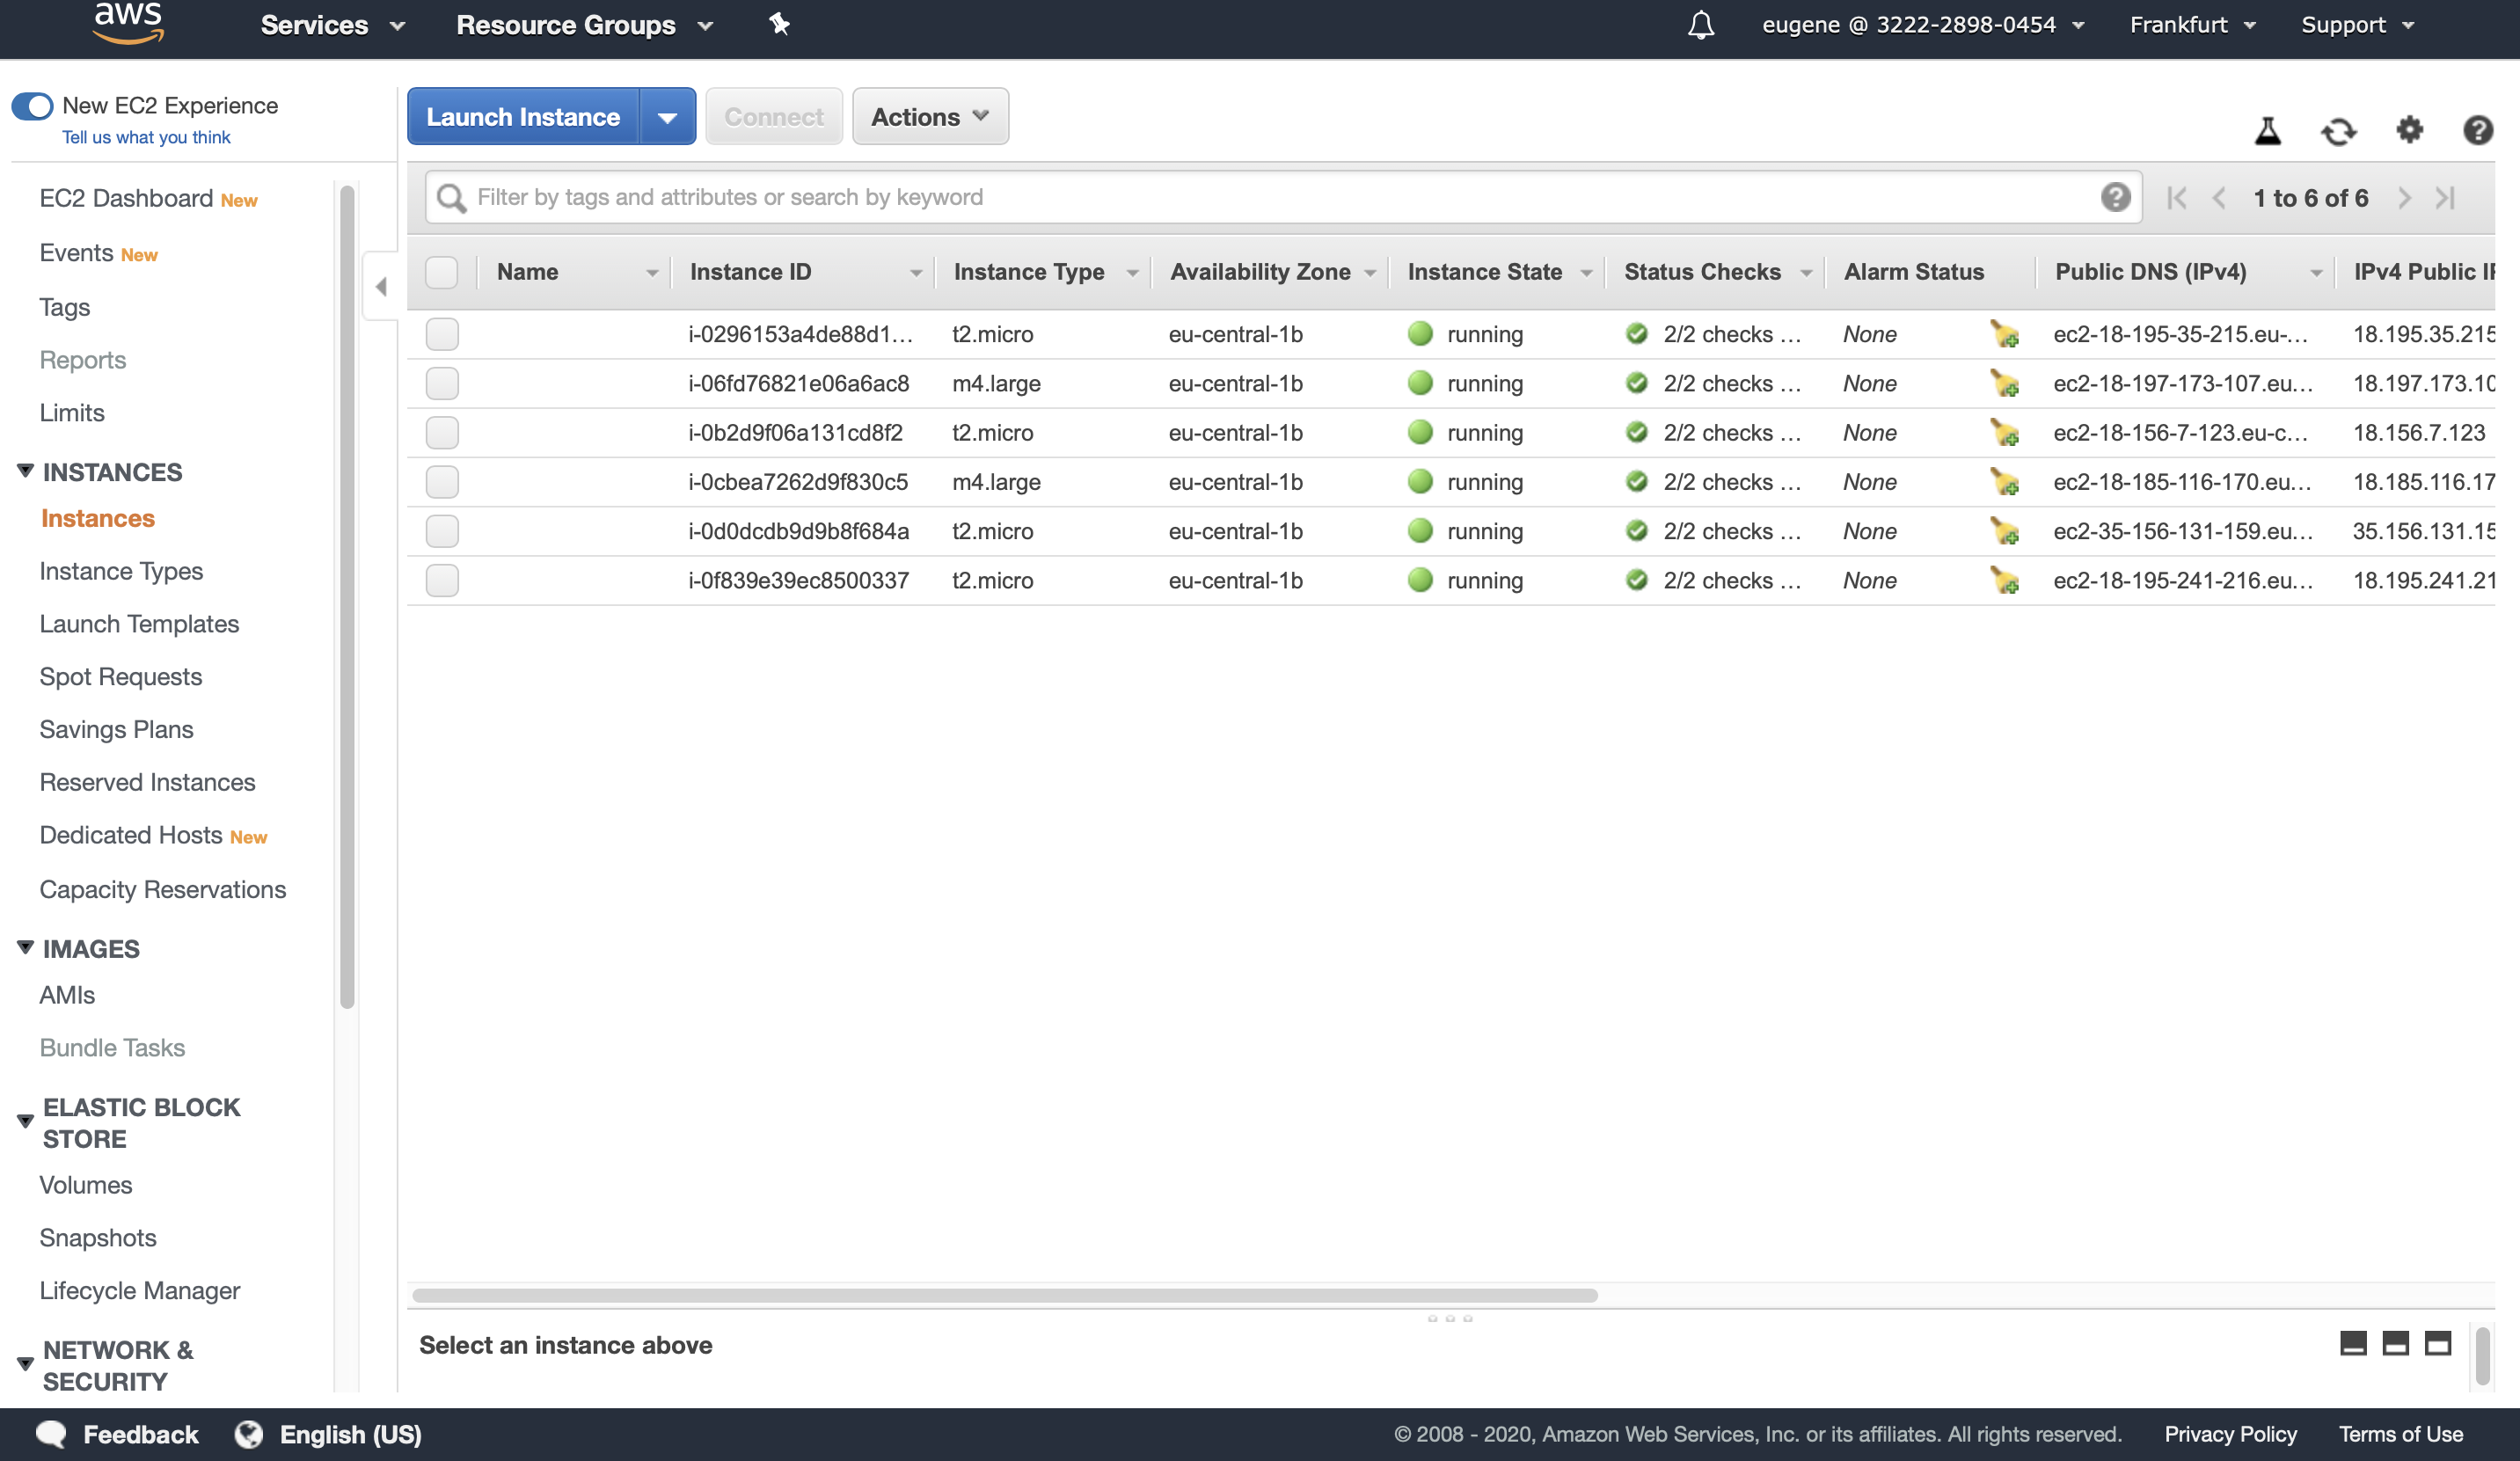 aws Services Resource Groups eugene @ 3222-2898-0454 Frankfurt Support
New EC2 Experience
Tell us what you think
EC2 Dashboard New
Events New
Tags
Reports
Limits
INSTANCES
Instances
Instance Types
Launch Templates
Spot Requests
Savings Plans
Reserved Instances
Dedicated Hosts New
Capacity Reservations
IMAGES
AMIs
Bundle Tasks
ELASTIC BLOCK
STORE
Volumes
Snapshots
Lifecycle Manager
NETWORK &
SECURITY
Launch Instance Connect Actions
Filter by tags and attributes or search by keyword 1 to 6 of 6
Name Instance ID Instance Type Availability Zone Instance State Status Checks Alarm Status Public DNS (IPv4) IPv4 Public IP
i-0296153a4de88d1... t2.micro eu-central-1b running 2/2 checks ... None ec2-18-195-35-215.eu-... 18.195.35.215
i-06fd76821e06a6ac8 m4.large eu-central-1b running 2/2 checks ... None ec2-18-197-173-107.eu... 18.197.173.10
i-0b2d9f06a131cd8f2 t2.micro eu-central-1b running 2/2 checks ... None ec2-18-156-7-123.eu-c... 18.156.7.123
i-0cbea7262d9f830c5 m4.large eu-central-1b running 2/2 checks ... None ec2-18-185-116-170.eu... 18.185.116.17
i-0d0dcdb9d9b8f684a t2.micro eu-central-1b running 2/2 checks ... None ec2-35-156-131-159.eu... 35.156.131.15
i-0f839e39ec8500337 t2.micro eu-central-1b running 2/2 checks ... None ec2-18-195-241-216.eu... 18.195.241.21
Select an instance above
Feedback English (US) © 2008 - 2020, Amazon Web Services, Inc. or its affiliates. All rights reserved. Privacy Policy Terms of Use